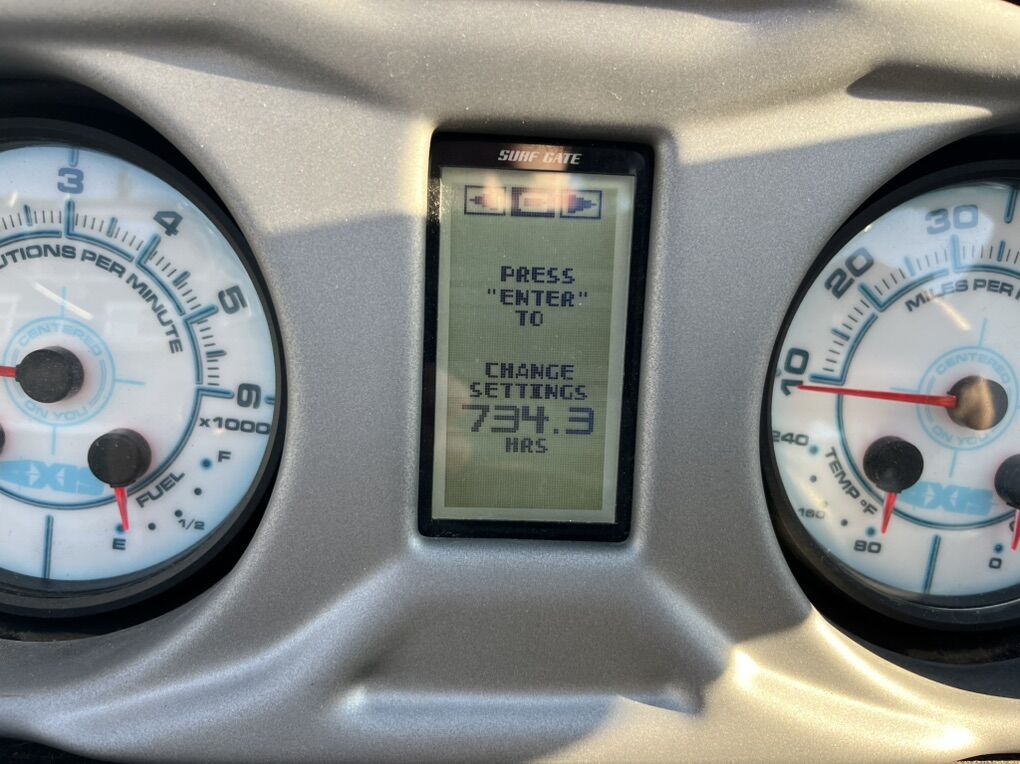 SURF GATE
PRESS
"ENTER"
TO
CHANGE
SETTINGS
734.3
HRS
3
4
5
6
x1000
UTIONS PER MINUTE
CENTERED
ON YOU
FUEL
F
1/2
E
10
20
30
MILES PER
CENTERED
ON YOU
240
TEMP °F
160
80
0